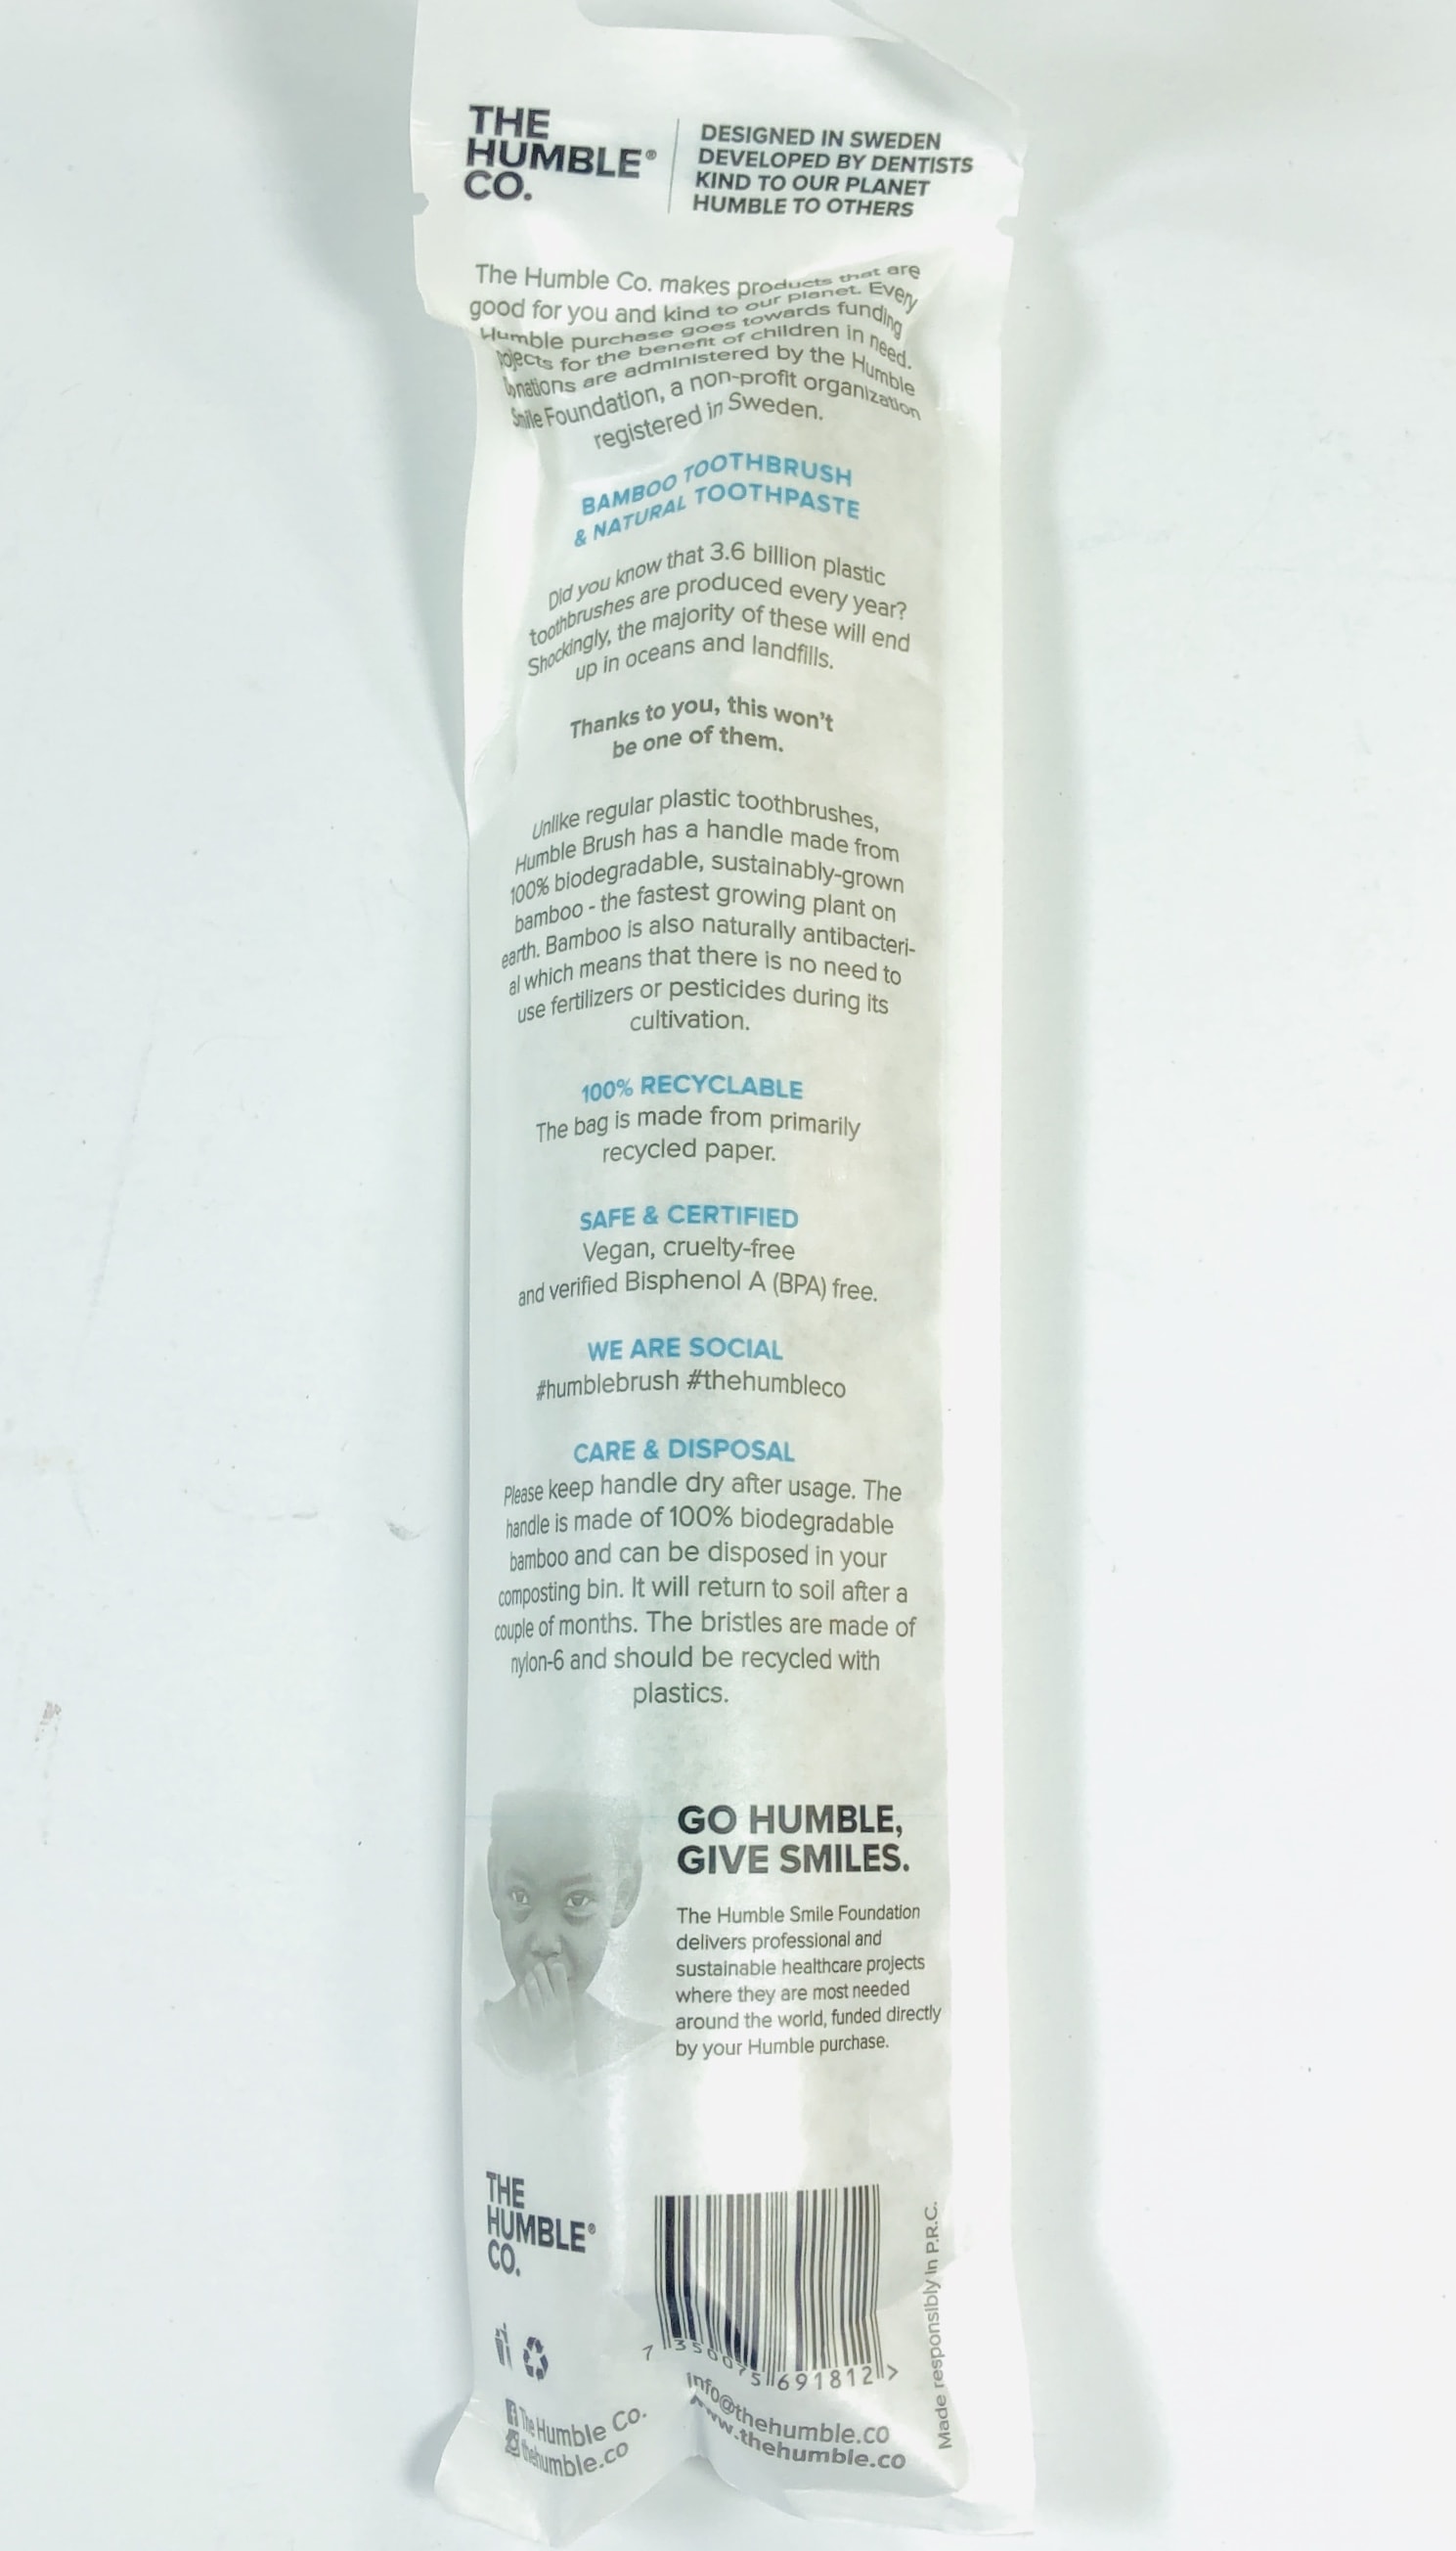 THE
HUMBLE®
CO.
DESIGNED IN SWEDEN
DEVELOPED BY DENTISTS
KIND TO OUR PLANET
HUMBLE TO OTHERS
The Humble Co. makes products that are
good for you and kind to our planet. Every
Humble purchase goes towards funding
ojects for the benefit of children in need.
onations are administered by the Humble
Smile Foundation, a non-profit organization
registered in Sweden.
BAMBOO TOOTHBRUSH
& NATURAL TOOTHPASTE
Did you know that 3.6 billion plastic
toothbrushes are produced every year?
Shockingly, the majority of these will end
up in oceans and landfills.
Thanks to you, this won't
be one of them.
Unlike regular plastic toothbrushes,
Humble Brush has a handle made from
100% biodegradable, sustainably-grown
bamboo - the fastest growing plant on
earth. Bamboo is also naturally antibacteri-
al which means that there is no need to
use fertilizers or pesticides during its
cultivation.
100% RECYCLABLE
The bag is made from primarily
recycled paper.
SAFE & CERTIFIED
Vegan, cruelty-free
and verified Bisphenol A (BPA) free.
WE ARE SOCIAL
#humblebrush #thehumbleco
CARE & DISPOSAL
Please keep handle dry after usage. The
handle is made of 100% biodegradable
bamboo and can be disposed in your
composting bin. It will return to soil after a
couple of months. The bristles are made of
nylon-6 and should be recycled with
plastics.
GO HUMBLE,
GIVE SMILES.
The Humble Smile Foundation
delivers professional and
sustainable healthcare projects
where they are most needed
around the world, funded directly
by your Humble purchase.
THE
HUMBLE®
CO.
The Humble Co.
thehumble.co
7 350075 691812 >
info@thehumble.co
www.thehumble.co
Made responsibly in P.R.C.